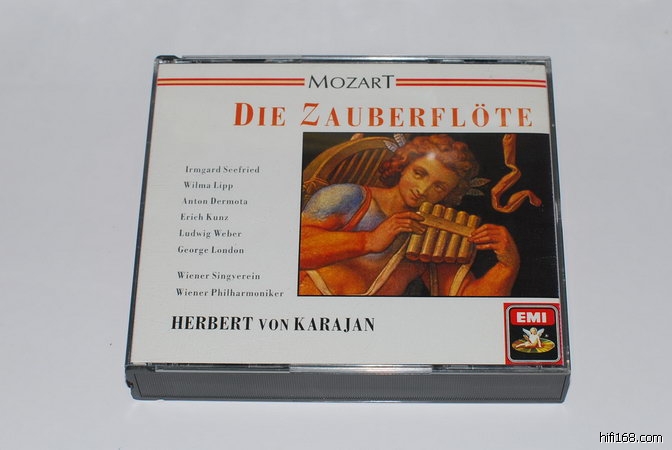 MOZART
DIE ZAUBERFLÖTE
Irmgard Seefried
Wilma Lipp
Anton Dermota
Erich Kunz
Ludwig Weber
George London
Wiener Singverein
Wiener Philharmoniker
HERBERT VON KARAJAN
EMI
hifi168.com